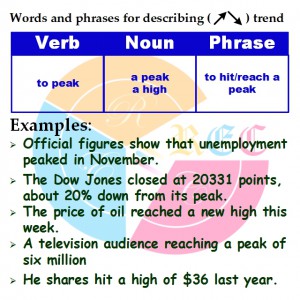 Words and phrases for describing (↗↘) trend
Verb Noun Phrase
to peak a peak to hit/reach a
a high peak
Examples:
➢ Official figures show that unemployment
peaked in November.
➢ The Dow Jones closed at 20331 points,
about 20% down from its peak.
➢ The price of oil reached a new high this
week.
➢ A television audience reaching a peak of
six million
➢ He shares hit a high of $36 last year.
R E C